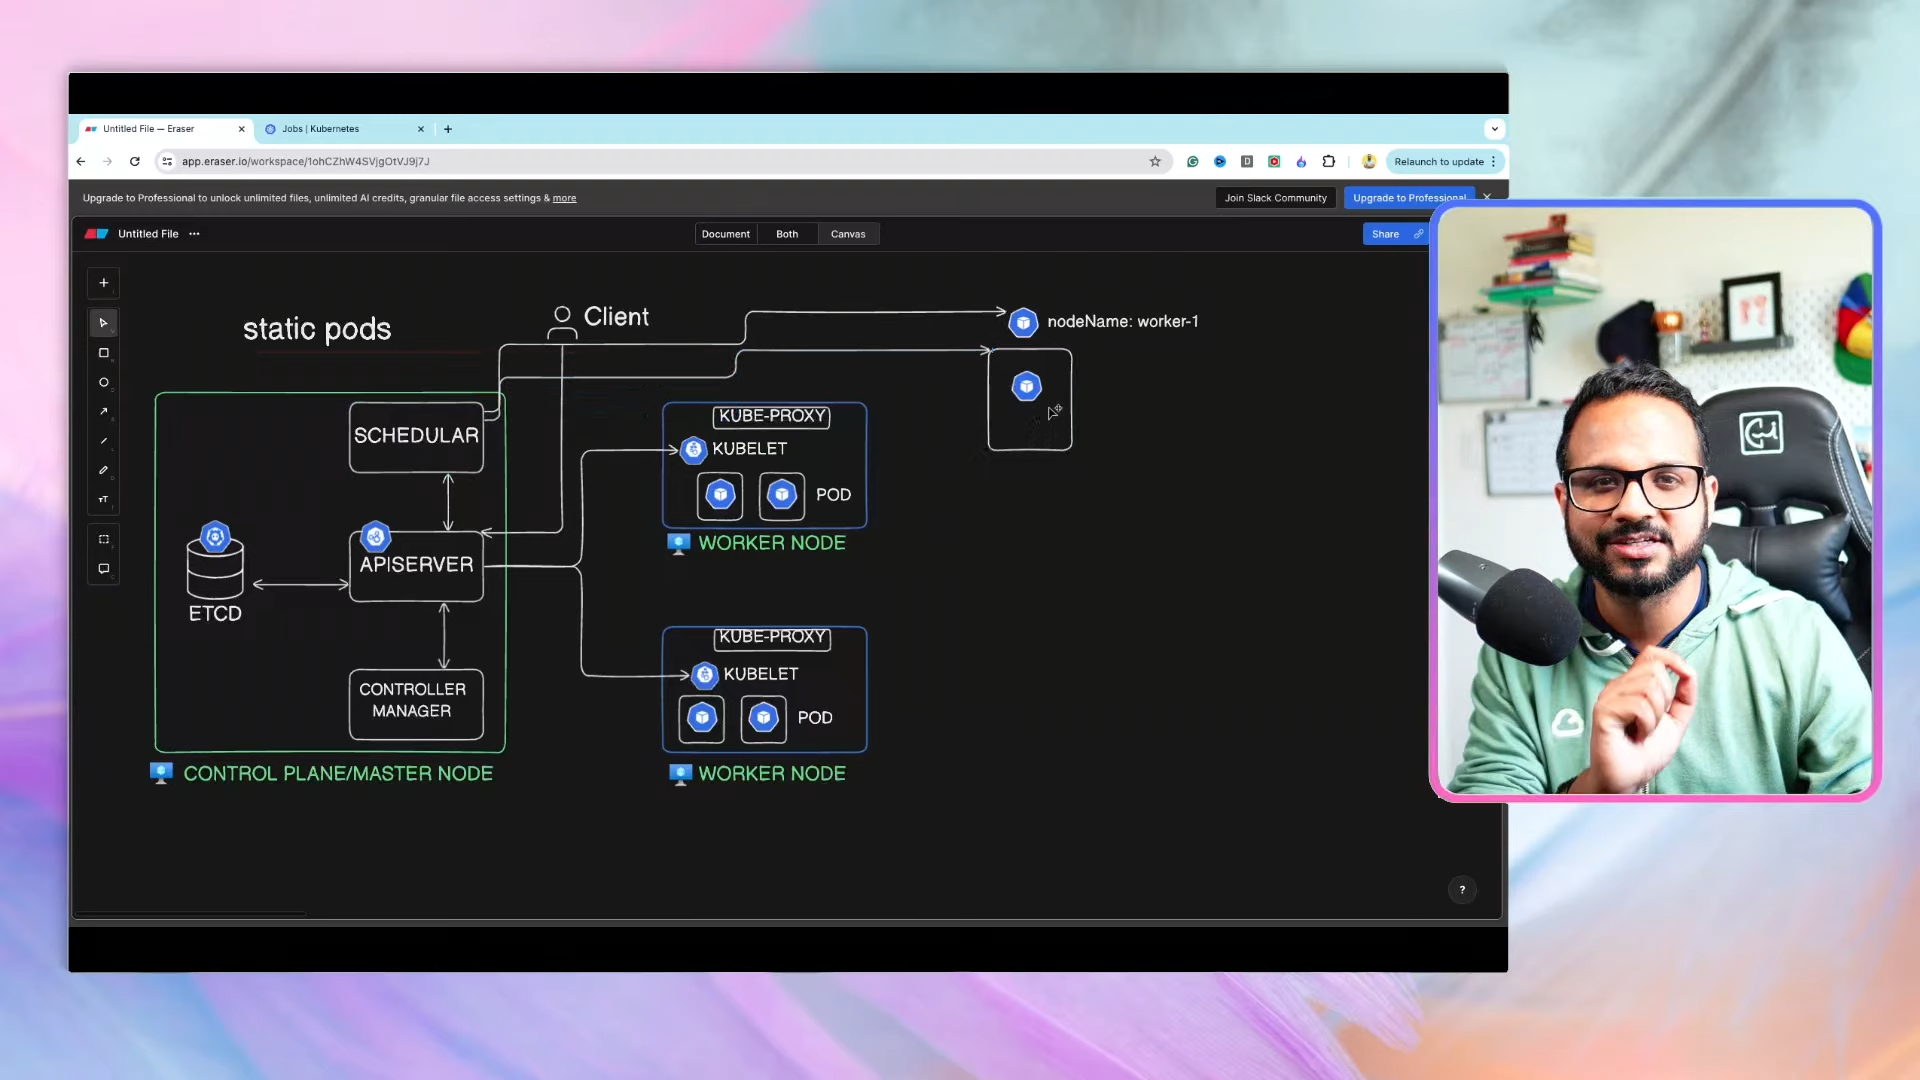 Untitled File — Eraser
Jobs | Kubernetes
app.eraser.io/workspace/1ohCZhW4SVjgOtVJ9j7J
Relaunch to update
Upgrade to Professional to unlock unlimited files, unlimited AI credits, granular file access settings & more
Join Slack Community
Upgrade to Professional
Untitled File
Document
Both
Canvas
Share
static pods
Client
nodeName: worker-1
SCHEDULAR
KUBE-PROXY
KUBELET
POD
WORKER NODE
APISERVER
ETCD
CONTROLLER
MANAGER
KUBE-PROXY
KUBELET
POD
CONTROL PLANE/MASTER NODE
WORKER NODE
?